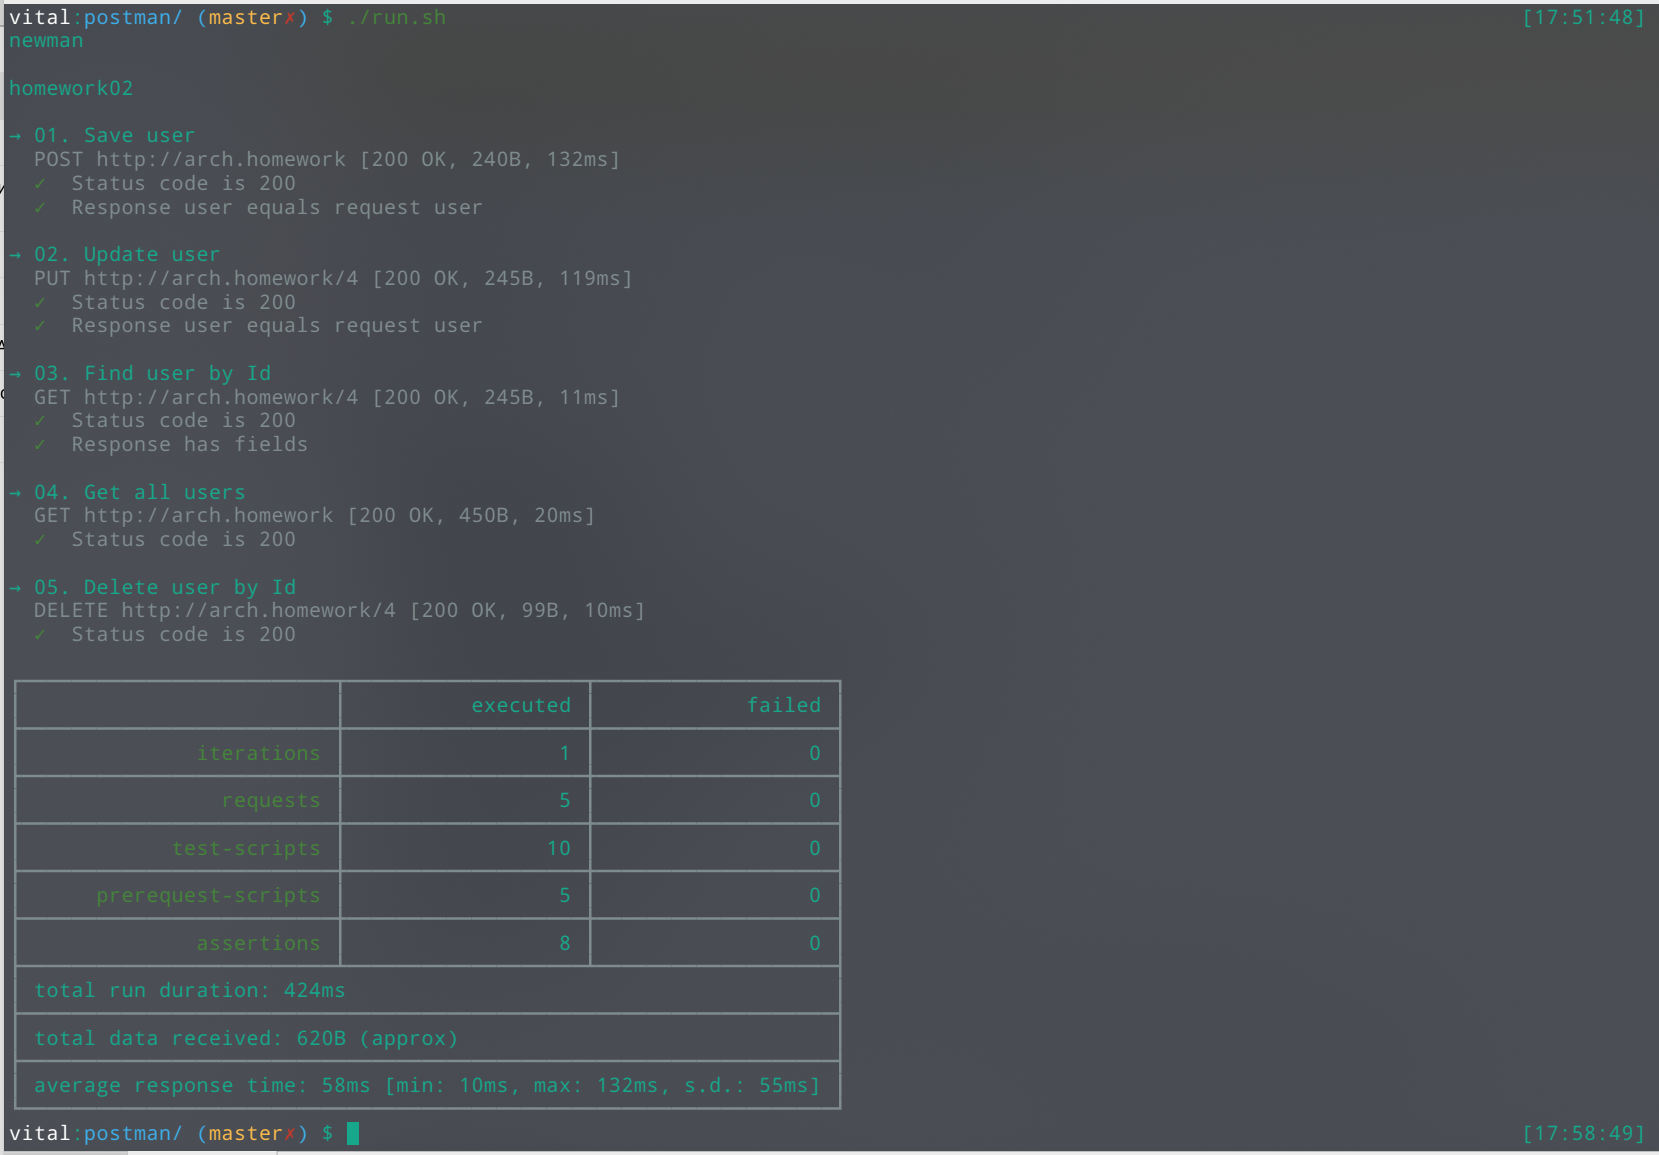 vital:postman/ (master✗) $ ./run.sh [17:51:48]
newman
homework02
→ 01. Save user
POST http://arch.homework [200 OK, 240B, 132ms]
✓ Status code is 200
✓ Response user equals request user
→ 02. Update user
PUT http://arch.homework/4 [200 OK, 245B, 119ms]
✓ Status code is 200
✓ Response user equals request user
→ 03. Find user by Id
GET http://arch.homework/4 [200 OK, 245B, 11ms]
✓ Status code is 200
✓ Response has fields
→ 04. Get all users
GET http://arch.homework [200 OK, 450B, 20ms]
✓ Status code is 200
→ 05. Delete user by Id
DELETE http://arch.homework/4 [200 OK, 99B, 10ms]
✓ Status code is 200
executed failed
iterations 1 0
requests 5 0
test-scripts 10 0
prerequest-scripts 5 0
assertions 8 0
total run duration: 424ms
total data received: 620B (approx)
average response time: 58ms [min: 10ms, max: 132ms, s.d.: 55ms]
vital:postman/ (master✗) $ [17:58:49]